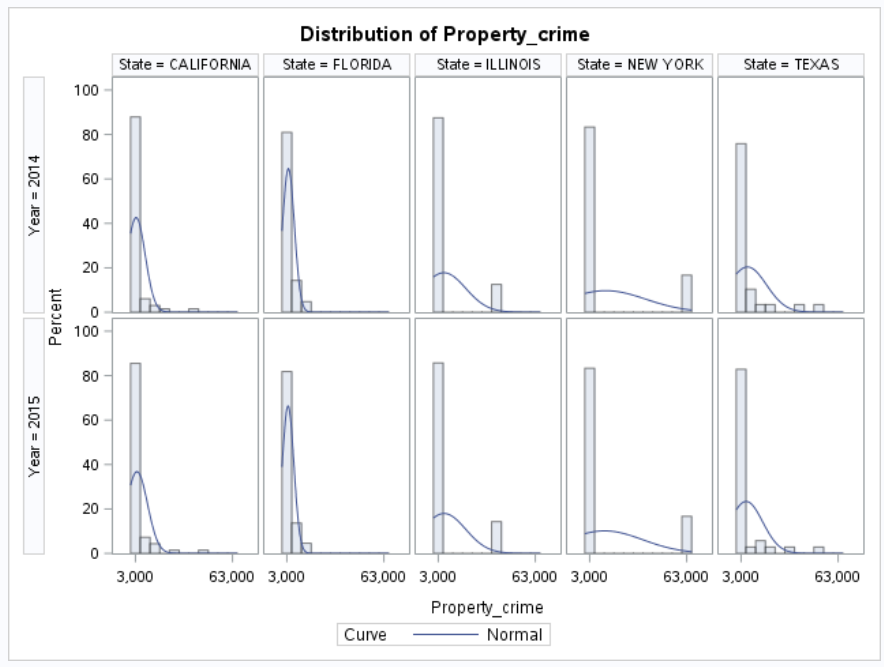 Distribution of Property_crime
State = CALIFORNIA State = FLORIDA State = ILLINOIS State = NEW YORK State = TEXAS
Year = 2014
100
80
60
40
20
0
Percent
Year = 2015
100
80
60
40
20
0
3,000 63,000 3,000 63,000 3,000 63,000 3,000 63,000 3,000 63,000
Property_crime
Curve Normal